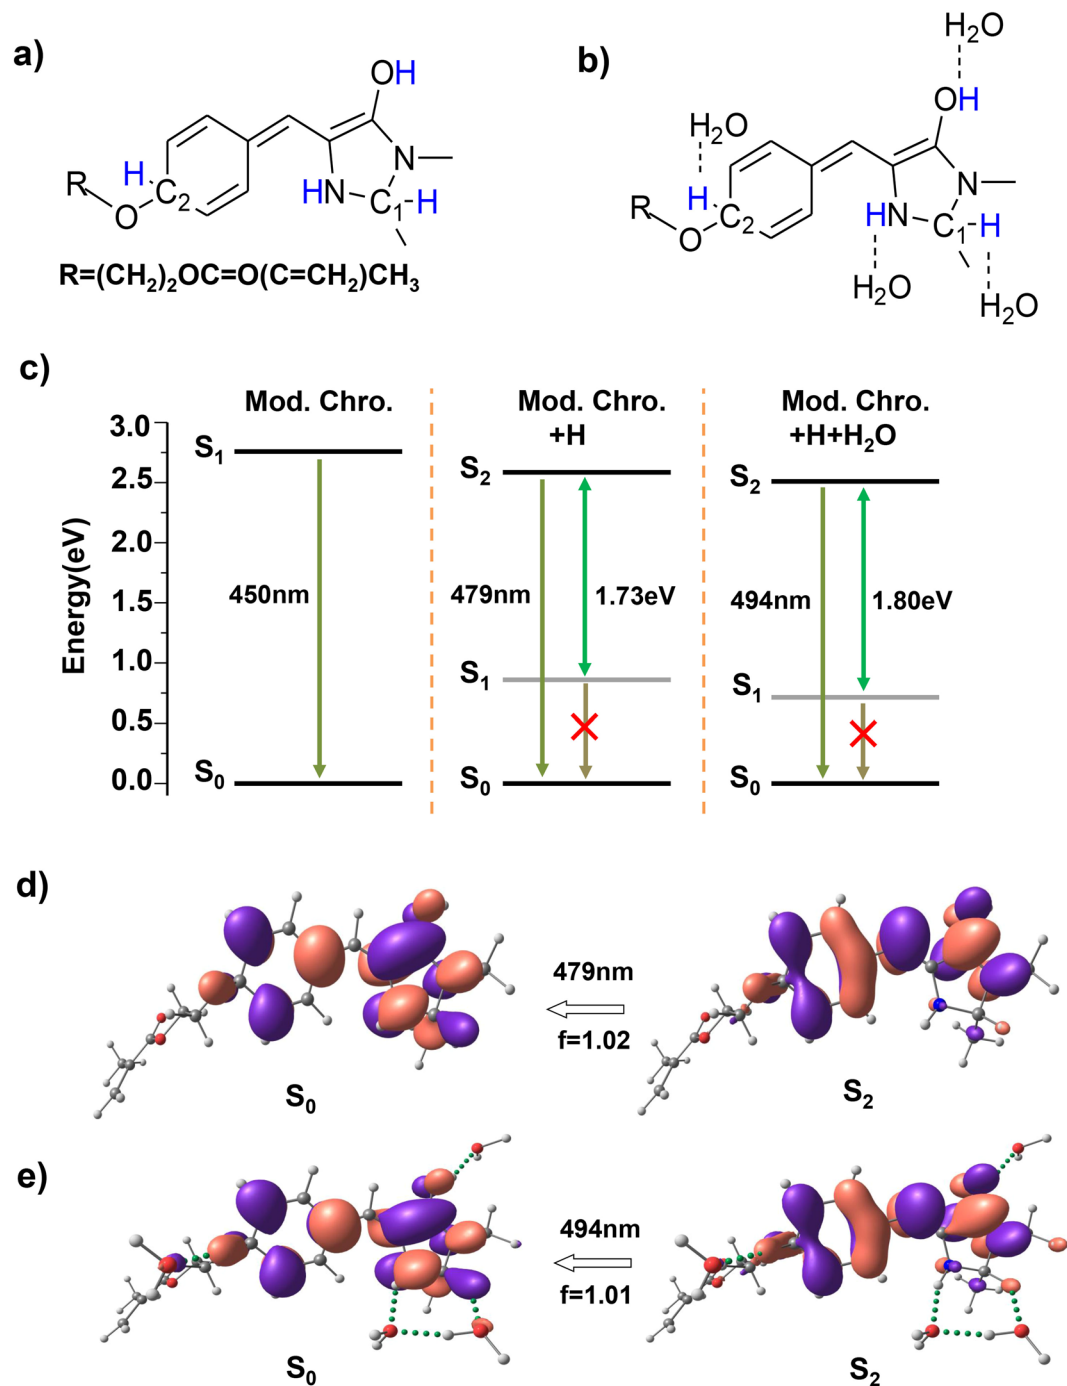 a)
OH
H
R
C2
O
HN
N
C1-H
R=(CH2)2OC=O(C=CH2)CH3
b)
H2O
H2O
OH
H
R
C2
O
HN
N
C1-H
H2O
H2O
c)
Mod. Chro.
Mod. Chro.
+H
Mod. Chro.
+H+H2O
Energy(eV)
3.0
2.5
2.0
1.5
1.0
0.5
0.0
S1
450nm
S0
S2
479nm
1.73eV
S1
S0
S2
494nm
1.80eV
S1
S0
d)
479nm
f=1.02
S0
S2
e)
494nm
f=1.01
S0
S2